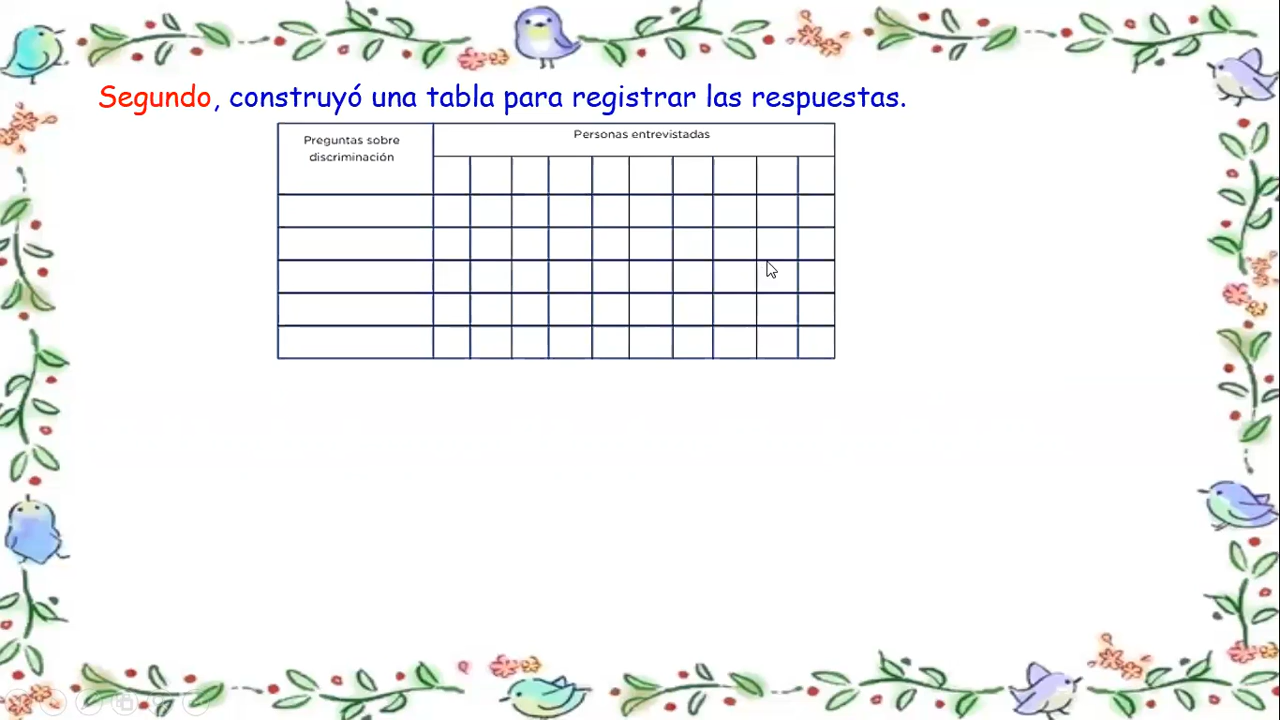 Segundo, construyó una tabla para registrar las respuestas.
Preguntas sobre
discriminación
Personas entrevistadas